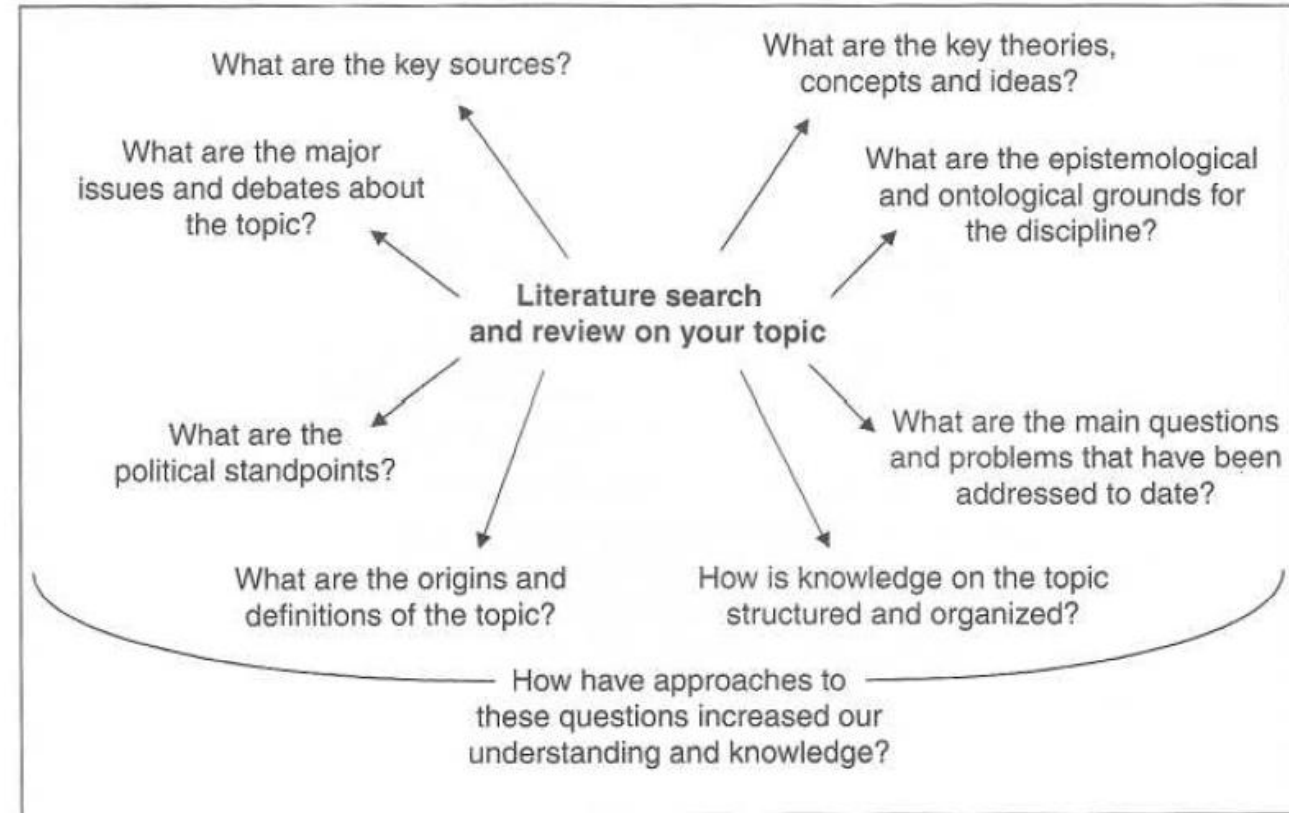 What are the key sources?
What are the key theories,
concepts and ideas?
What are the major
issues and debates about
the topic?
What are the epistemological
and ontological grounds for
the discipline?
Literature search
and review on your topic
What are the
political standpoints?
What are the main questions
and problems that have been
addressed to date?
What are the origins and
definitions of the topic?
How is knowledge on the topic
structured and organized?
How have approaches to
these questions increased our
understanding and knowledge?